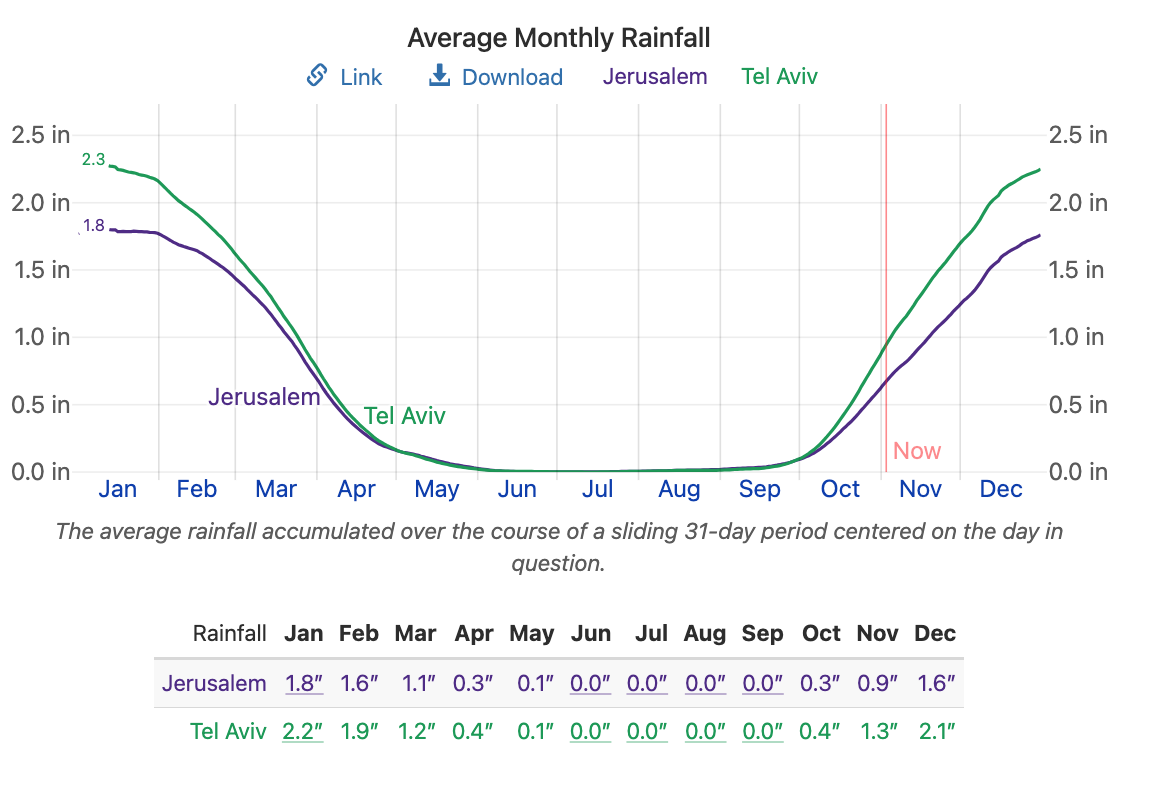 Average Monthly Rainfall
Link Download Jerusalem Tel Aviv
2.5 in 2.5 in
2.3
2.0 in 2.0 in
1.8
1.5 in 1.5 in
1.0 in 1.0 in
Jerusalem
0.5 in Tel Aviv 0.5 in
Now
0.0 in 0.0 in
Jan Feb Mar Apr May Jun Jul Aug Sep Oct Nov Dec
The average rainfall accumulated over the course of a sliding 31-day period centered on the day in
question.
Rainfall Jan Feb Mar Apr May Jun Jul Aug Sep Oct Nov Dec
Jerusalem 1.8″ 1.6″ 1.1″ 0.3″ 0.1″ 0.0″ 0.0″ 0.0″ 0.0″ 0.3″ 0.9″ 1.6″
Tel Aviv 2.2″ 1.9″ 1.2″ 0.4″ 0.1″ 0.0″ 0.0″ 0.0″ 0.0″ 0.4″ 1.3″ 2.1″